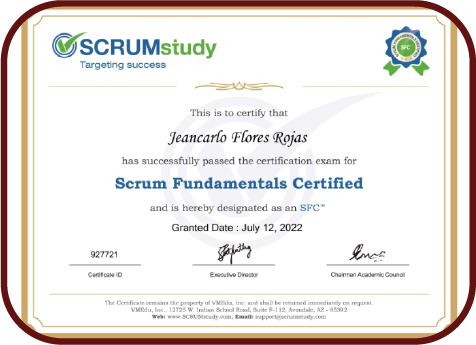 SCRUMstudy
Targeting success
SFC
This is to certify that
Jeancarlo Flores Rojas
has successfully passed the certification exam for
Scrum Fundamentals Certified
and is hereby designated as an SFC™
Granted Date : July 12, 2022
927721
Certificate ID
Executive Director
Chairman Academic Council
The Certificate remains the property of VMEdu, Inc. and shall be returned immediately on request.
VMEdu, Inc., 12725 W. Indian School Road, Suite F-112, Avondale, AZ - 85392
Web: www.SCRUMstudy.com; Email: support@scrumstudy.com